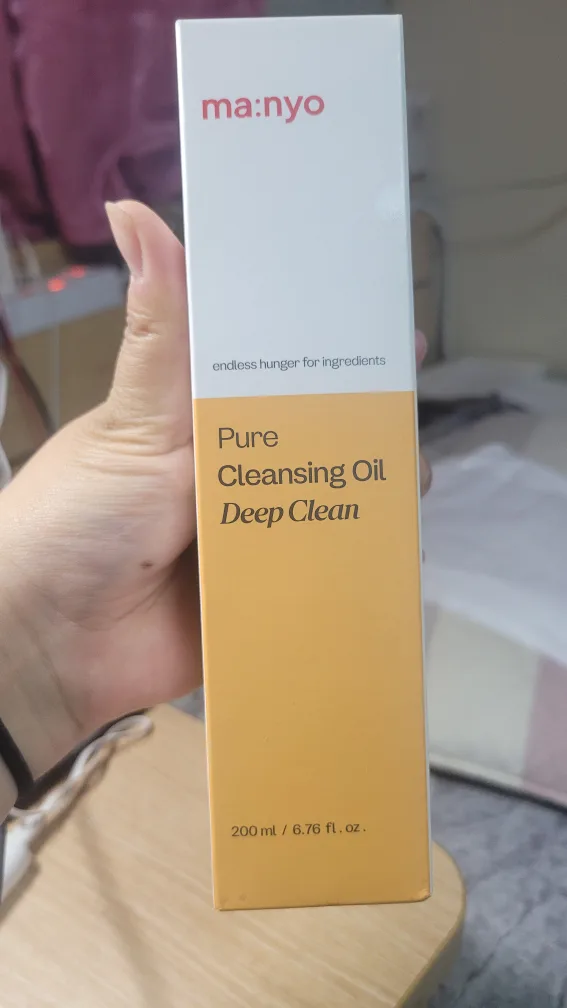 ma:nyo
endless hunger for ingredients
Pure
Cleansing Oil
Deep Clean
200 ml / 6.76 fl. oz.